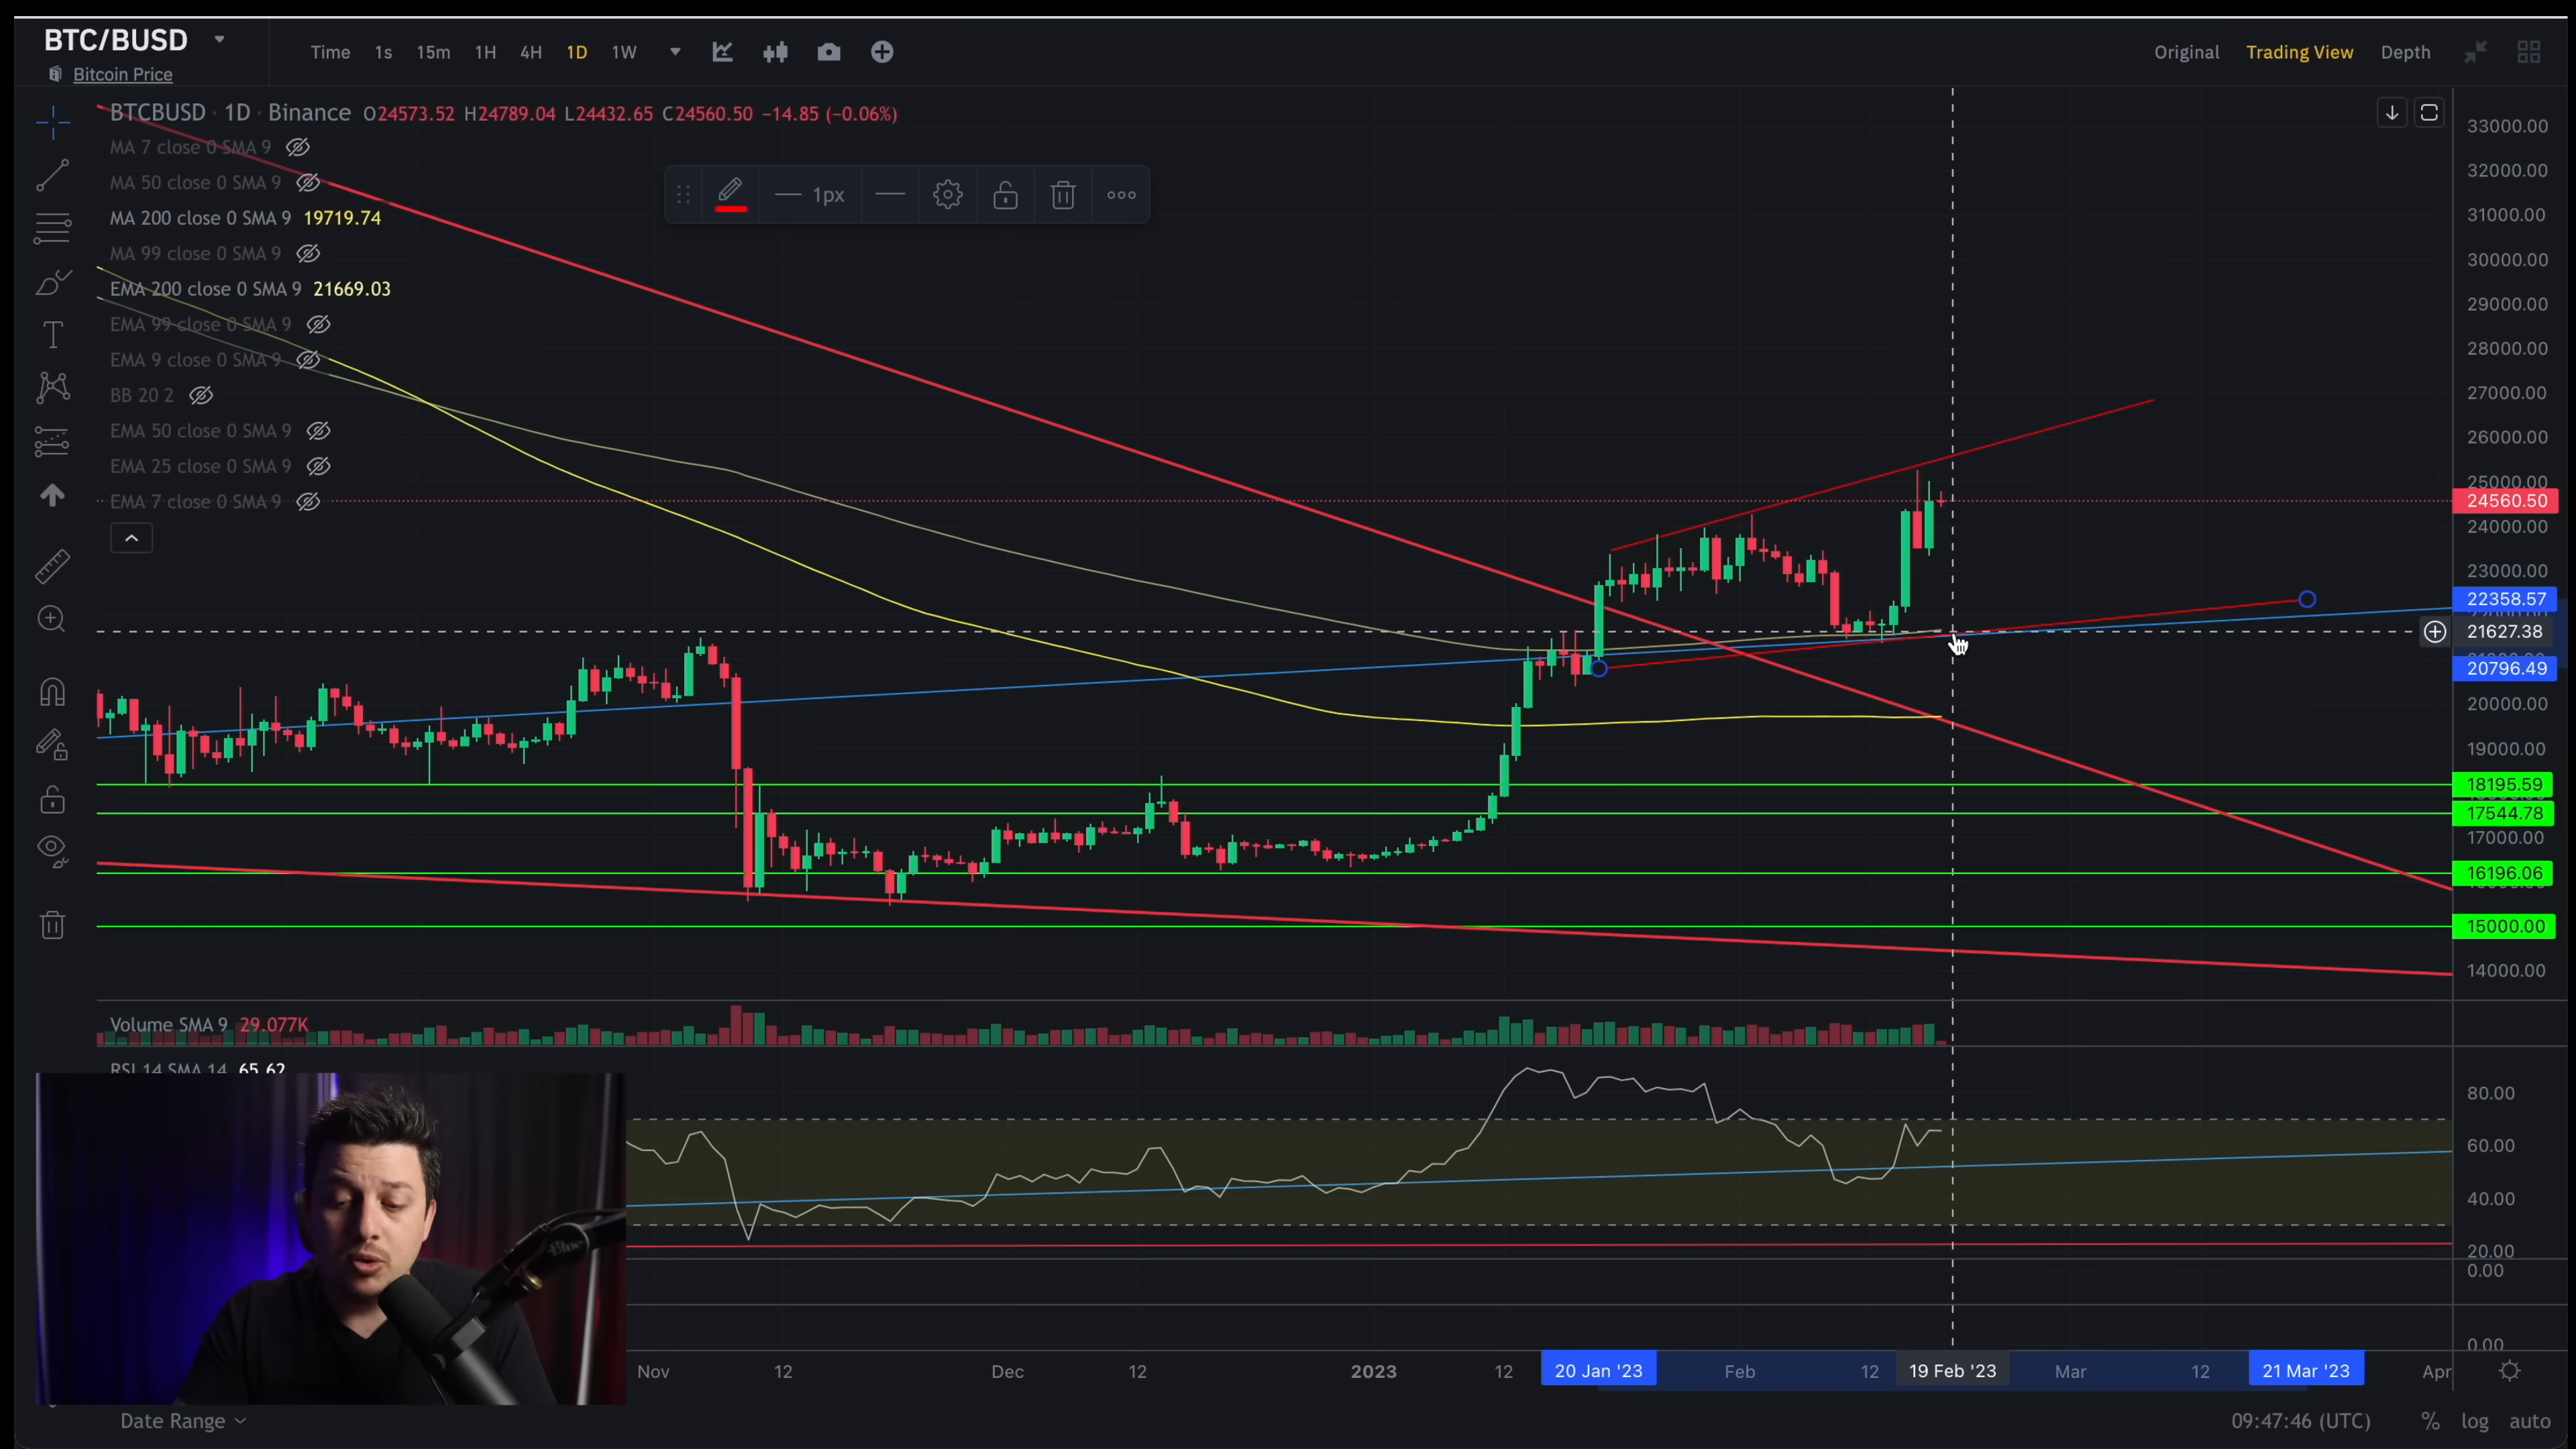 BTC/BUSD
Bitcoin Price
Time 1s 15m 1H 4H 1D 1W
Original Trading View Depth
BTCBUSD · 1D · Binance O24573.52 H24789.04 L24432.65 C24560.50 −14.85 (−0.06%)
MA 7 close 0 SMA 9
MA 50 close 0 SMA 9
MA 200 close 0 SMA 9 19719.74
MA 99 close 0 SMA 9
EMA 200 close 0 SMA 9 21669.03
EMA 99 close 0 SMA 9
EMA 9 close 0 SMA 9
BB 20 2
EMA 50 close 0 SMA 9
EMA 25 close 0 SMA 9
EMA 7 close 0 SMA 9
1px
33000.00
32000.00
31000.00
30000.00
29000.00
28000.00
27000.00
26000.00
25000.00
24560.50
24000.00
23000.00
22358.57
21627.38
20796.49
20000.00
19000.00
18195.59
17544.78
17000.00
16196.06
15000.00
14000.00
Volume SMA 9 29.077K
RSI 14 SMA 14 65.62
80.00
60.00
40.00
20.00
0.00
0.00
Blue
Nov 12 Dec 12 2023 12 20 Jan '23 Feb 12 19 Feb '23 Mar 12 21 Mar '23 Apr
Date Range
09:47:46 (UTC) % log auto